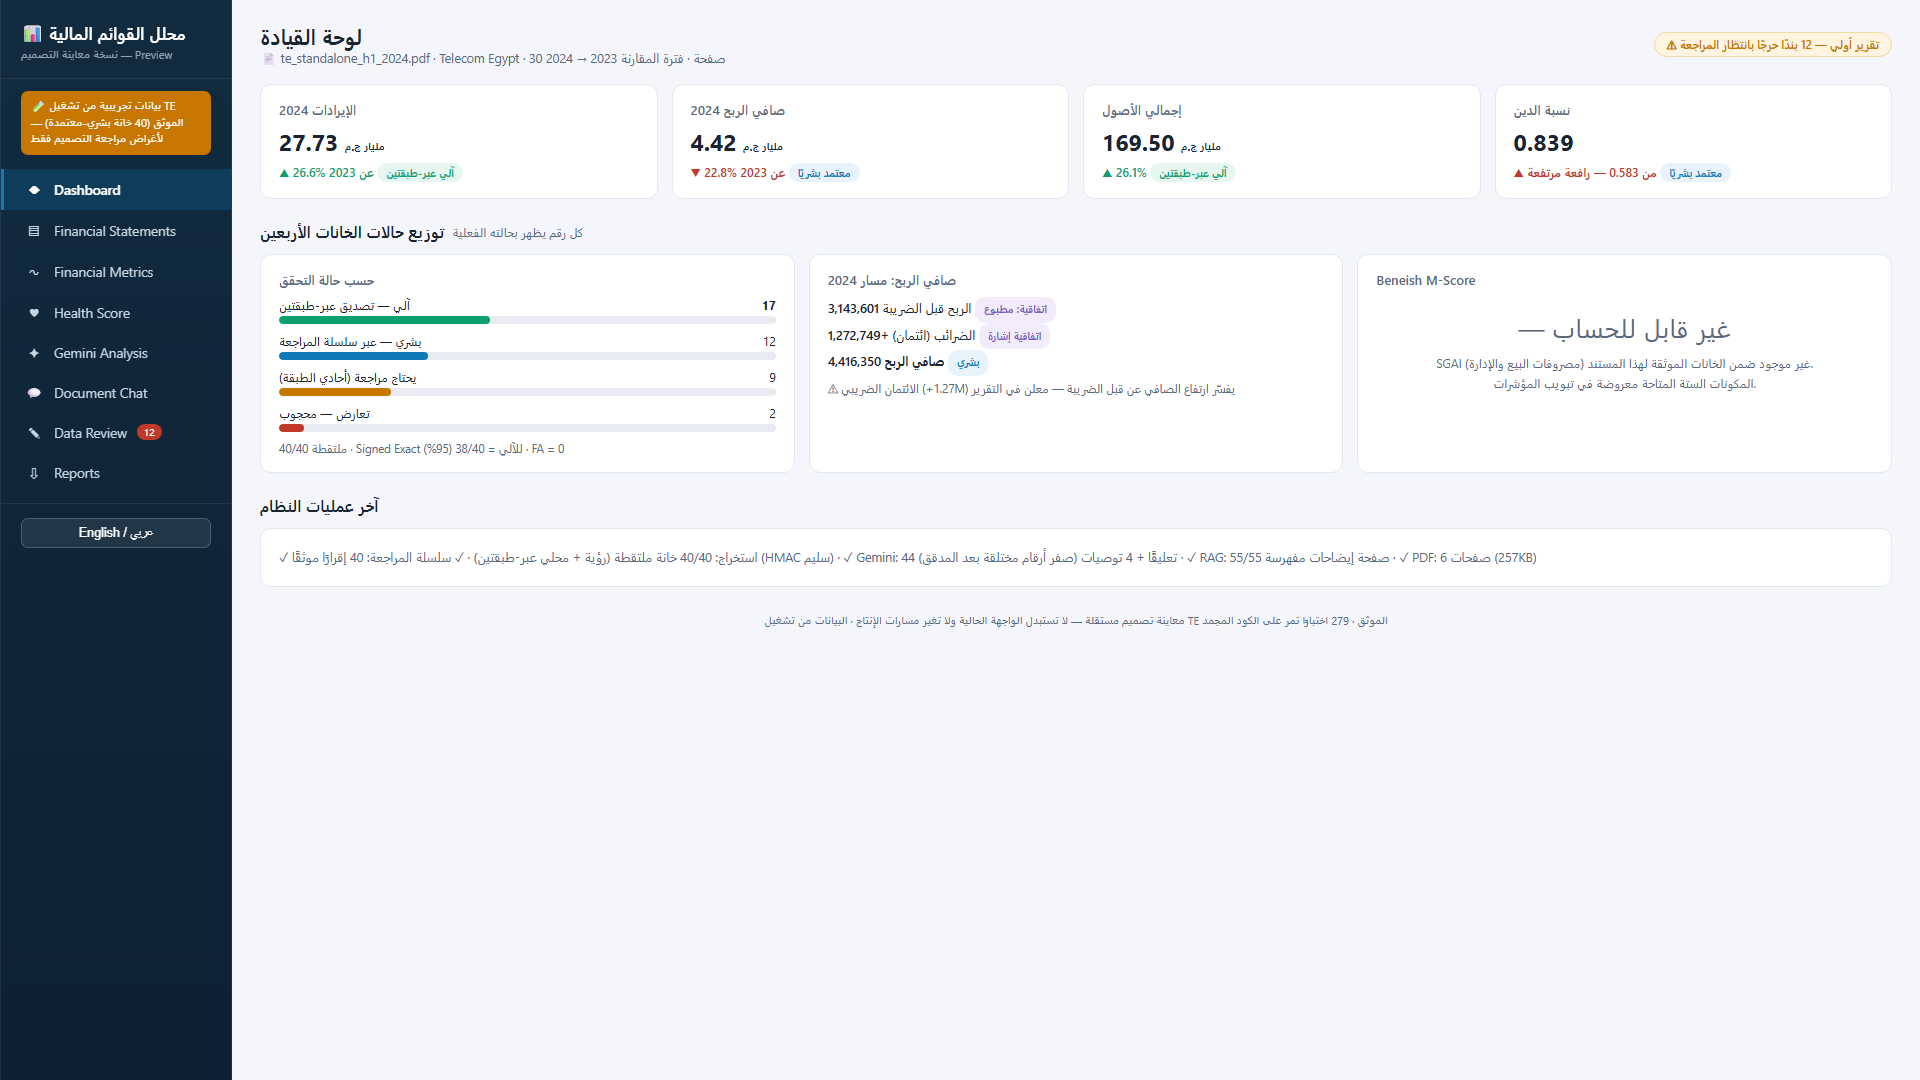 محلل القوائم المالية
نسخة معاينة التصميم — Preview
بيانات تجريبية من تشغيل TE
الموثق (40 خانة بشري-معتمدة) —
لأغراض مراجعة التصميم فقط
Dashboard
Financial Statements
Financial Metrics
Health Score
Gemini Analysis
Document Chat
Data Review 12
Reports
English / عربي
لوحة القيادة
te_standalone_h1_2024.pdf · Telecom Egypt · 30 صفحة · فترة المقارنة 2023 → 2024
⚠ تقرير أولي — 12 بندًا حرجًا بانتظار المراجعة
الإيرادات 2024
27.73 مليار ج.م
▲ 26.6% عن 2023 آلي عبر-طبقتين
صافي الربح 2024
4.42 مليار ج.م
▼ 22.8% عن 2023 معتمد بشريًا
إجمالي الأصول
169.50 مليار ج.م
▲ 26.1% آلي عبر-طبقتين
نسبة الدين
0.839
▲ من 0.583 — رافعة مرتفعة معتمد بشريًا
توزيع حالات الخانات الأربعين كل رقم يظهر بحالته الفعلية
حسب حالة التحقق
آلي — تصديق عبر-طبقتين 17
بشري — عبر سلسلة المراجعة 12
يحتاج مراجعة (أحادي الطبقة) 9
تعارض — محجوب 2
ملتقطة 40/40 · Signed Exact للآلي = 38/40 (95%) · FA = 0
صافي الربح: مسار 2024
الربح قبل الضريبة 3,143,601 اتفاقية: مطبوع
الضرائب (ائتمان) +1,272,749 اتفاقية إشارة
صافي الربح 4,416,350 بشري
⚠ الائتمان الضريبي (+1.27M) يفسّر ارتفاع الصافي عن قبل الضريبة — معلن في التقرير
Beneish M-Score
— غير قابل للحساب
SGAI (مصروفات البيع والإدارة) غير موجود ضمن الخانات الموثقة لهذا المستند.
المكونات الستة المتاحة معروضة في تبويب المؤشرات.
آخر عمليات النظام
✓ سلسلة المراجعة: 40 إقرارًا موثقًا (HMAC سليم) · ✓ استخراج: 40/40 خانة ملتقطة (رؤية + محلي عبر-طبقتين) · ✓ Gemini: 44 تعليقًا + 4 توصيات (صفر أرقام مختلقة بعد المدقق) · ✓ RAG: 55/55 صفحة إيضاحات مفهرسة · ✓ PDF: 6 صفحات (257KB)
معاينة تصميم مستقلة — لا تستبدل الواجهة الحالية ولا تغير مسارات الإنتاج · البيانات من تشغيل TE الموثق · 279 اختبارًا تمر على الكود المجمد